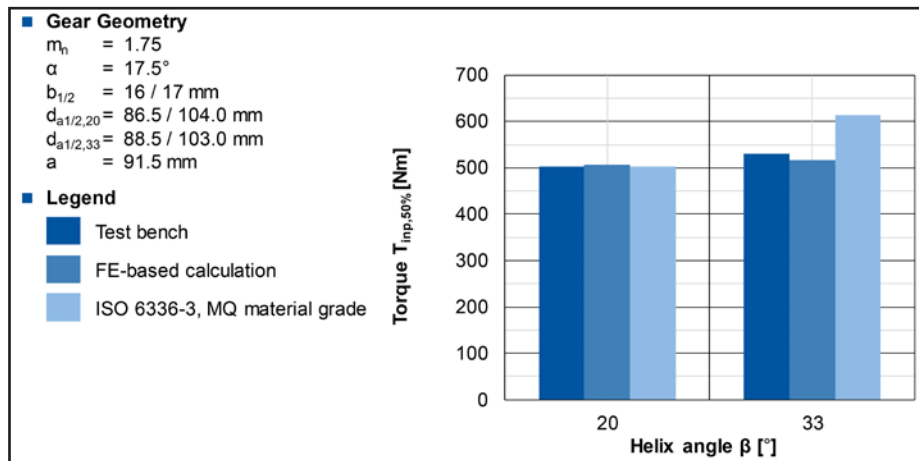 Gear Geometry
mn = 1.75
α = 17.5°
b1/2 = 16 / 17 mm
da1/2,20 = 86.5 / 104.0 mm
da1/2,33 = 88.5 / 103.0 mm
a = 91.5 mm
Legend
Test bench
FE-based calculation
ISO 6336-3, MQ material grade
Torque Tinp,50% [Nm]
700
600
500
400
300
200
100
0
20 33
Helix angle β [°]